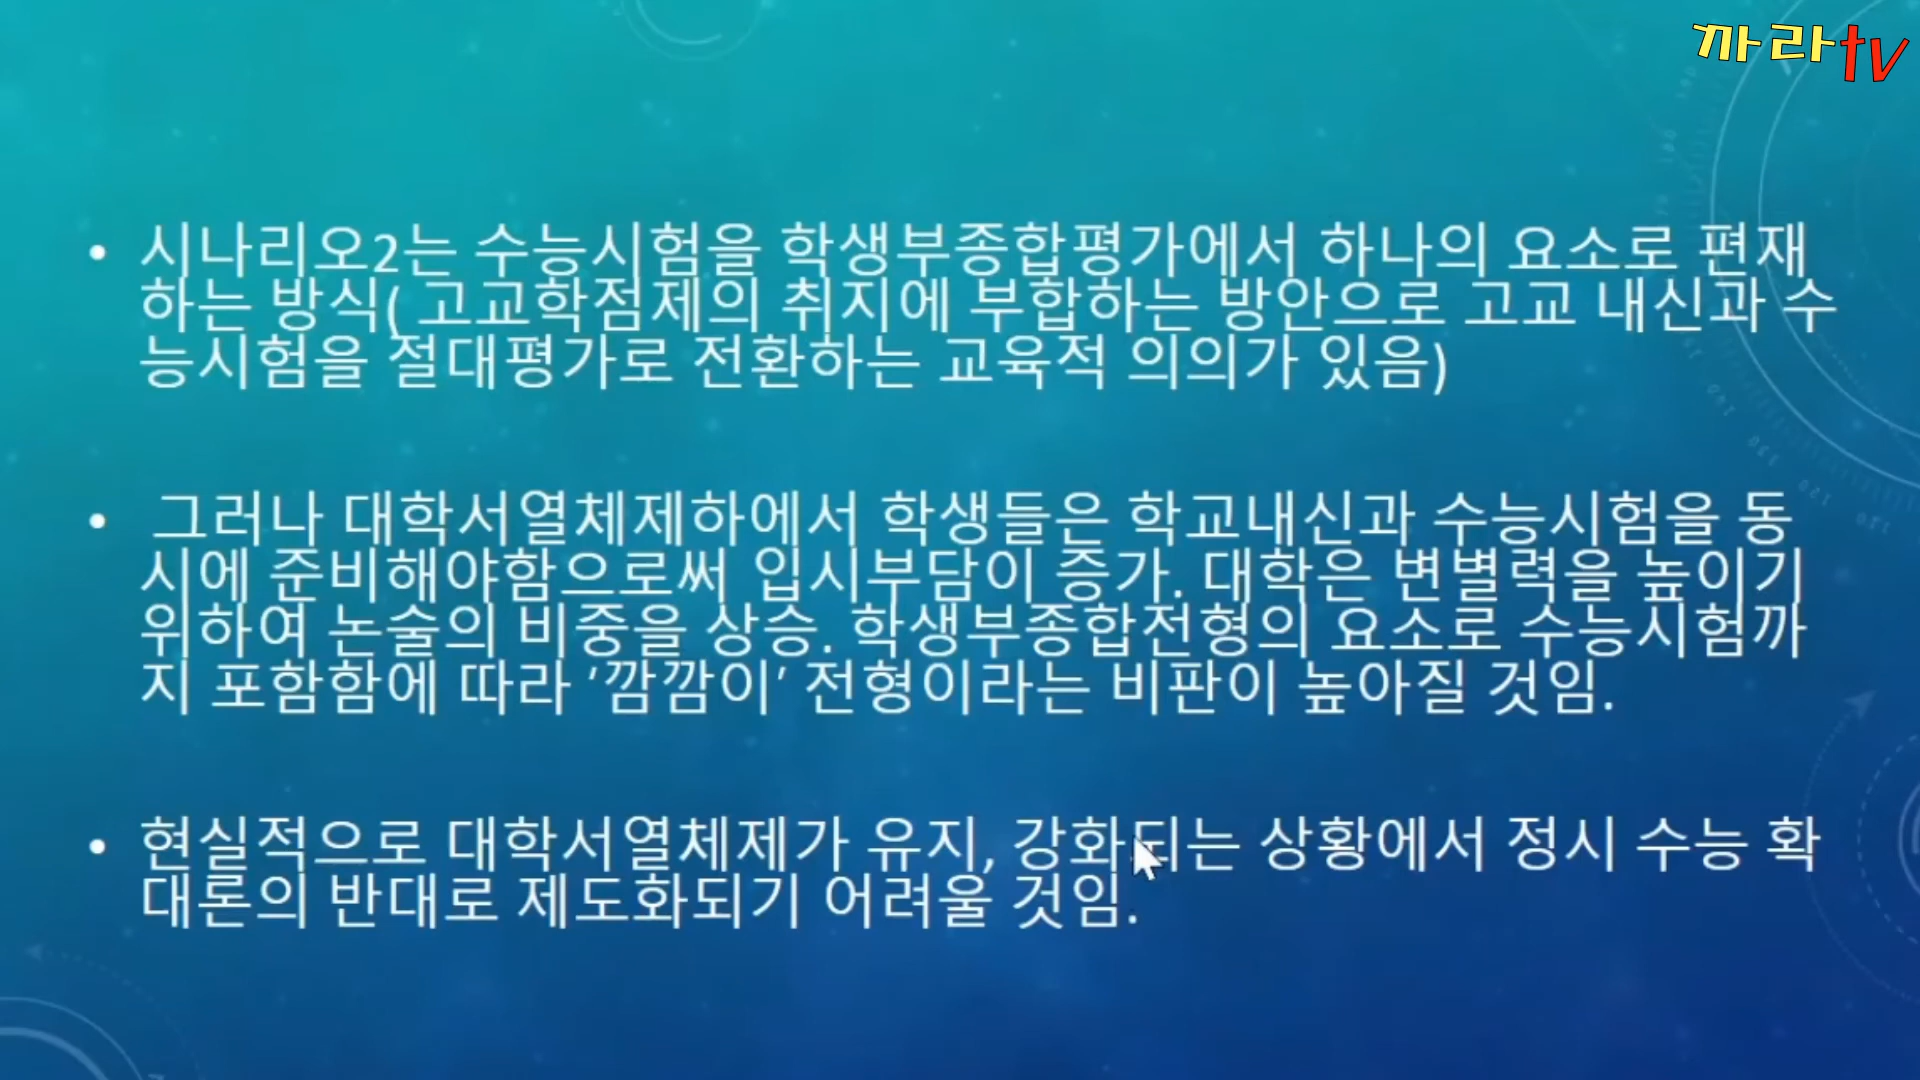 까라tv
시나리오2는 수능시험을 학생부종합평가에서 하나의 요소로 편재
하는 방식( 고교학점제의 취지에 부합하는 방안으로 고교 내신과 수
능시험을 절대평가로 전환하는 교육적 의의가 있음)
그러나 대학서열체제하에서 학생들은 학교내신과 수능시험을 동
시에 준비해야함으로써 입시부담이 증가. 대학은 변별력을 높이기
위하여 논술의 비중을 상승. 학생부종합전형의 요소로 수능시험까
지 포함함에 따라 '깜깜이' 전형이라는 비판이 높아질 것임.
현실적으로 대학서열체제가 유지, 강화되는 상황에서 정시 수능 확
대론의 반대로 제도화되기 어려울 것임.